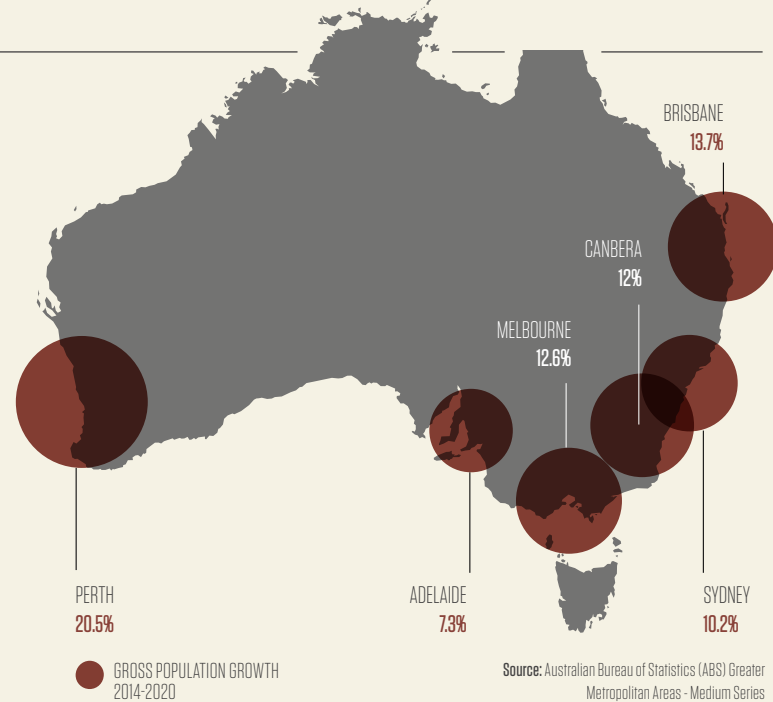 BRISBANE
13.7%
CANBERA
12%
MELBOURNE
12.6%
PERTH
20.5%
ADELAIDE
7.3%
SYDNEY
10.2%
GROSS POPULATION GROWTH
2014-2020
Source: Australian Bureau of Statistics (ABS) Greater
Metropolitan Areas - Medium Series